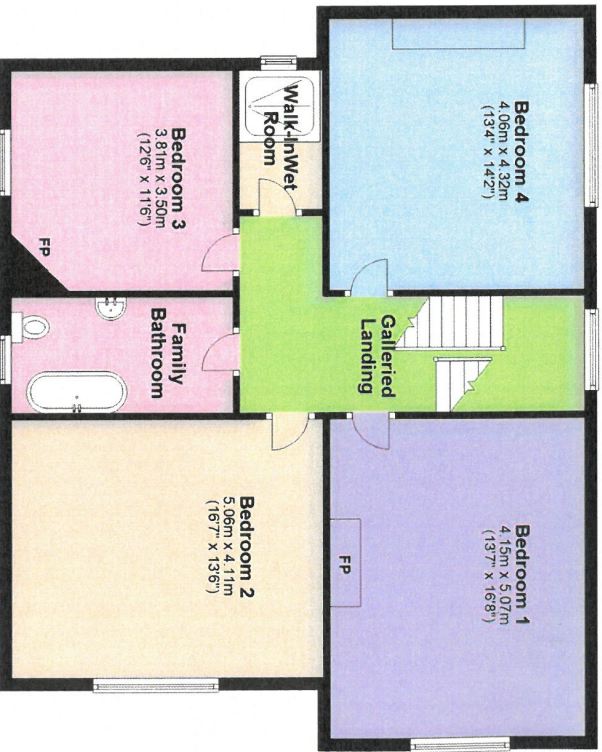 Bedroom 4
4.06m x 4.32m
(13'4" x 14'2")
Walk-InWet
Room
Bedroom 3
3.81m x 3.50m
(12'6" x 11'6")
FP
Galleried
Landing
Family
Bathroom
Bedroom 1
4.15m x 5.07m
(13'7" x 16'8")
FP
Bedroom 2
5.06m x 4.11m
(16'7" x 13'6")